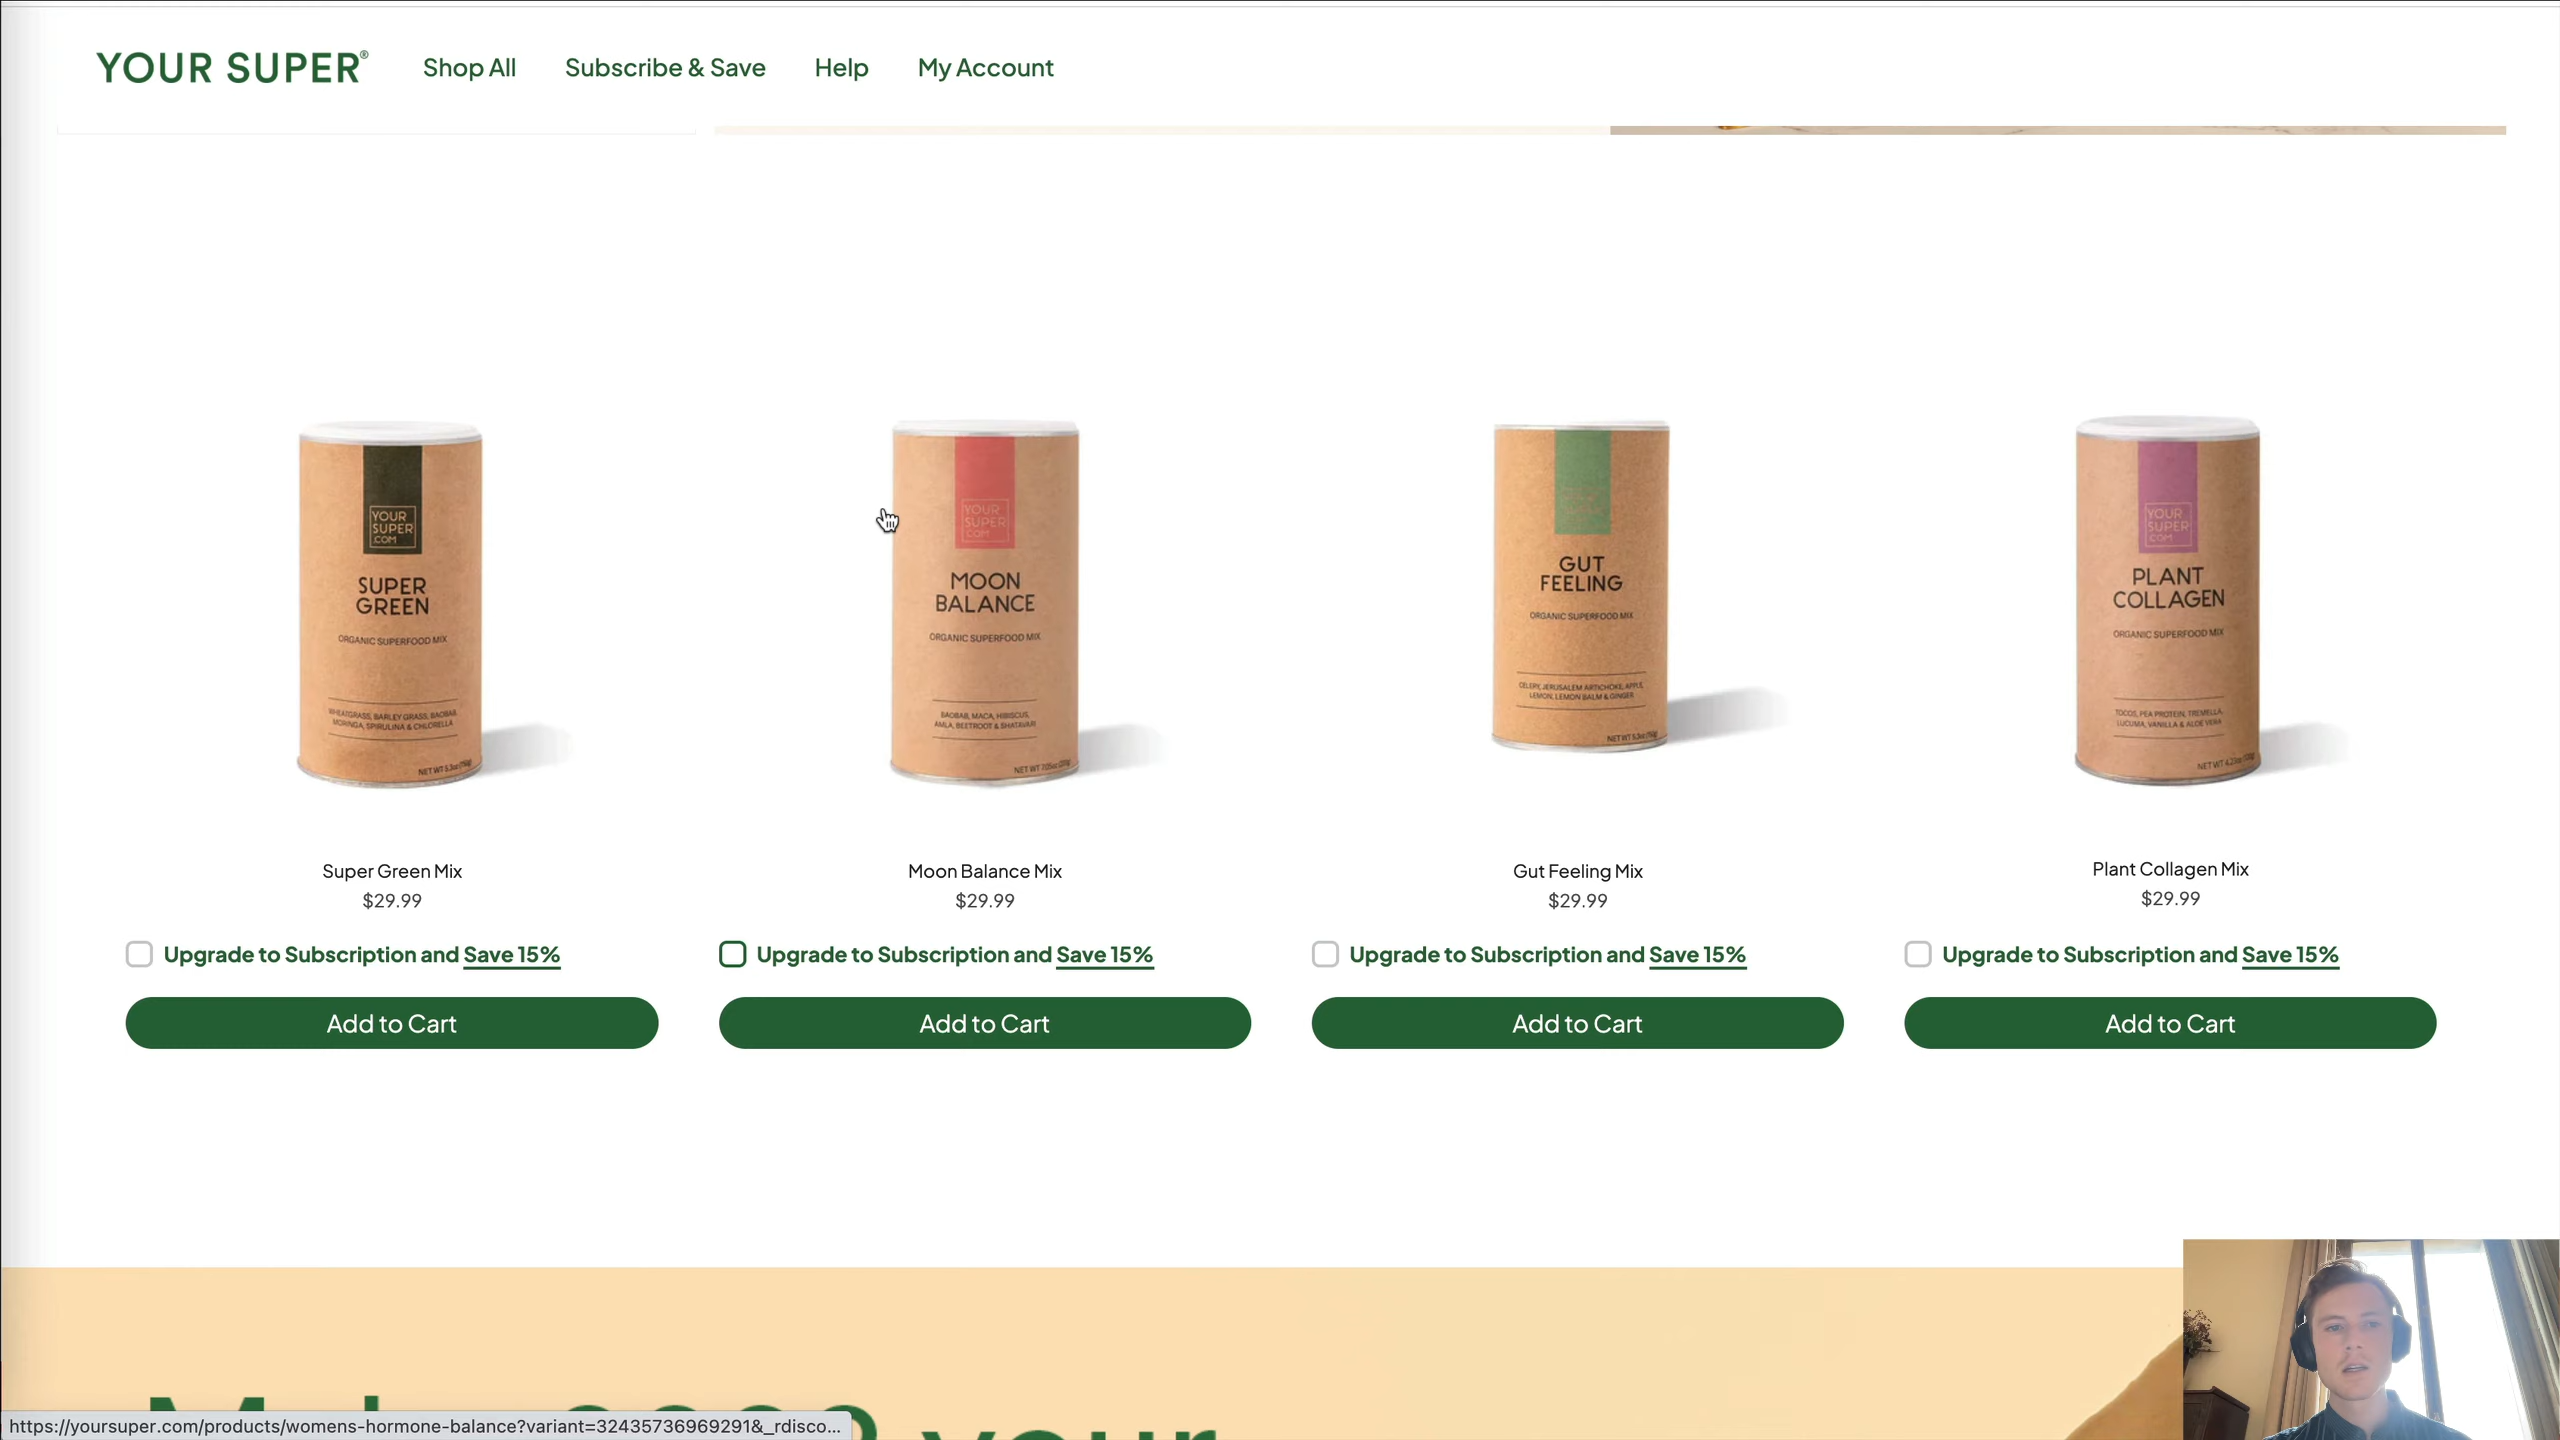 YOUR SUPER®
Shop All
Subscribe & Save
Help
My Account
YOUR
SUPER
.COM
SUPER
GREEN
ORGANIC SUPERFOOD MIX
WHEATGRASS, BARLEY GRASS, BAOBAB,
MORINGA, SPIRULINA & CHLORELLA
NET WT 5.3oz (150g)
YOUR
SUPER
.COM
MOON
BALANCE
ORGANIC SUPERFOOD MIX
BAOBAB, MACA, HIBISCUS,
AMLA, BEETROOT & SHATAVARI
NET WT 7.05oz (200g)
GUT
FEELING
ORGANIC SUPERFOOD MIX
CELERY, JERUSALEM ARTICHOKE, APPLE,
LEMON, LEMON BALM & GINGER
NET WT 5.3oz (150g)
YOUR
SUPER
.COM
PLANT
COLLAGEN
ORGANIC SUPERFOOD MIX
TOCOS, PEA PROTEIN, TREMELLA,
LUCUMA, VANILLA & ALOE VERA
NET WT 4.23oz
Super Green Mix
$29.99
Upgrade to Subscription and Save 15%
Add to Cart
Moon Balance Mix
$29.99
Upgrade to Subscription and Save 15%
Add to Cart
Gut Feeling Mix
$29.99
Upgrade to Subscription and Save 15%
Add to Cart
Plant Collagen Mix
$29.99
Upgrade to Subscription and Save 15%
Add to Cart
your
https://yoursuper.com/products/womens-hormone-balance?variant=32435736969291&_rdisco...